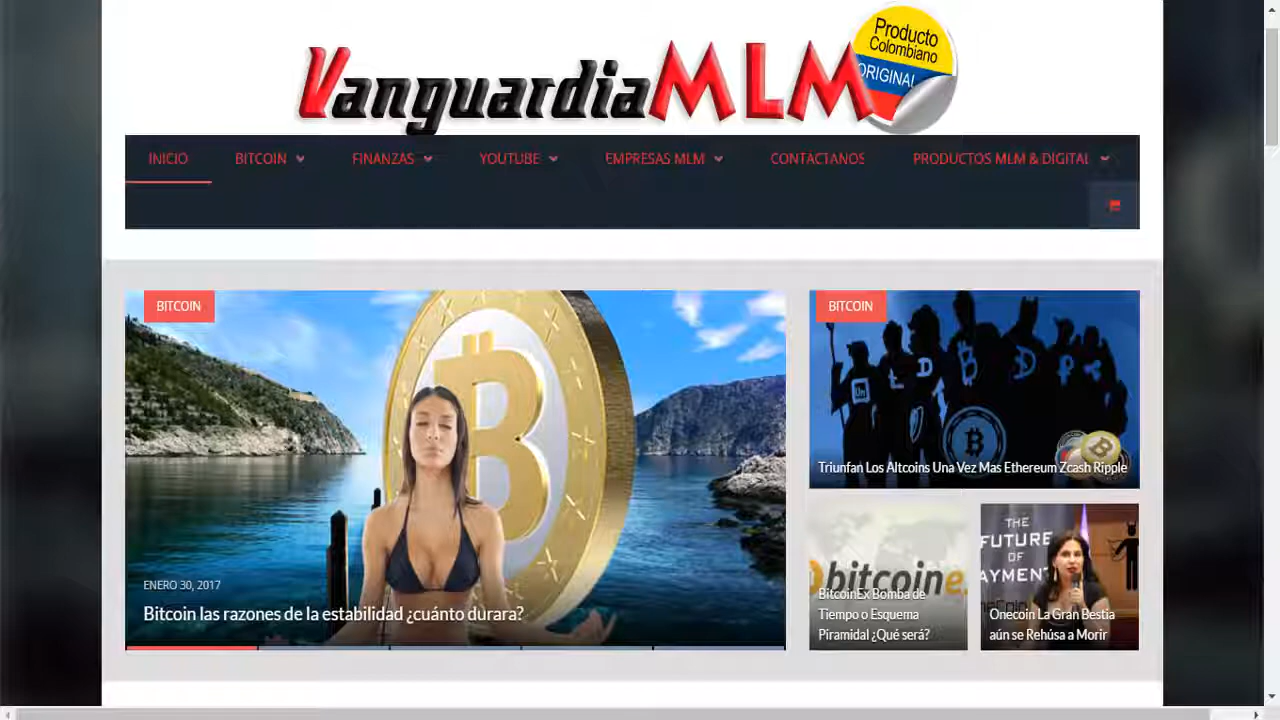 VanguardiaMLM
Producto
Colombiano
ORIGINAL
INICIO BITCOIN FINANZAS YOUTUBE EMPRESAS MLM CONTÁCTANOS PRODUCTOS MLM & DIGITAL
BITCOIN
ENERO 30, 2017
Bitcoin las razones de la estabilidad ¿cuánto durara?
BITCOIN
Triunfan Los Altcoins Una Vez Mas Ethereum Zcash Ripple
bitcoine
BitcoinEx Bomba de
Tiempo o Esquema
Piramidal ¿Qué será?
THE
FUTURE
OF
AYMENT
Onecoin La Gran Bestia
aún se Rehúsa a Morir